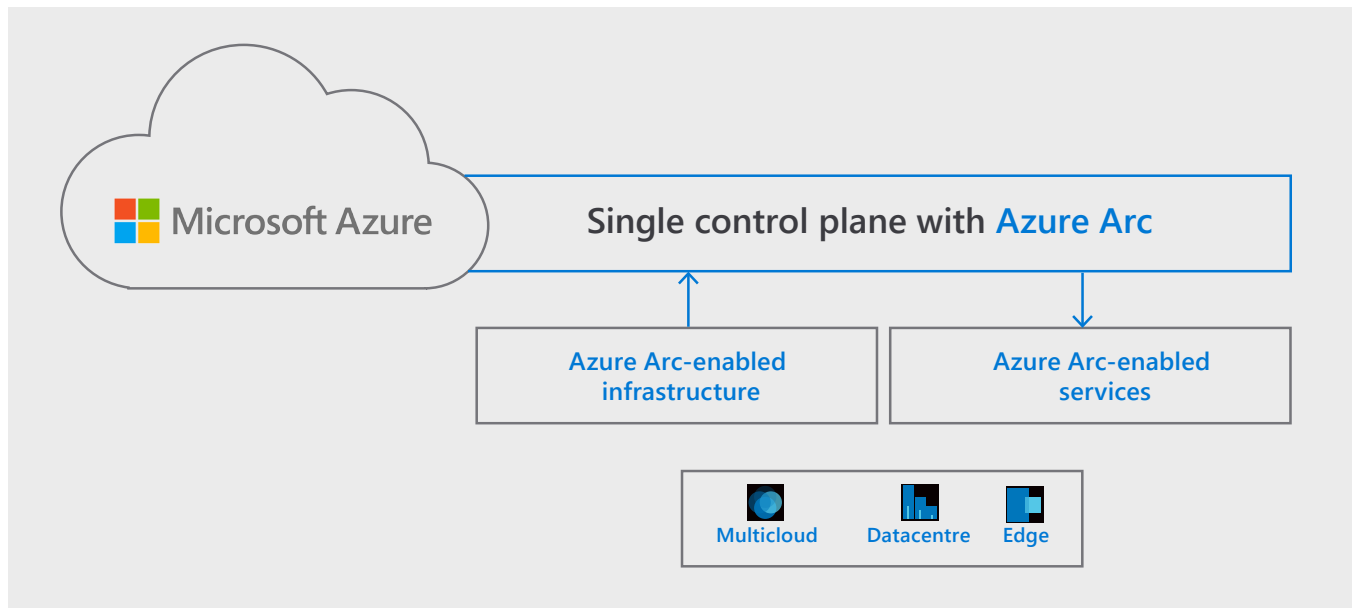 Microsoft Azure
Single control plane with Azure Arc
Azure Arc-enabled
infrastructure
Azure Arc-enabled
services
Multicloud
Datacentre
Edge